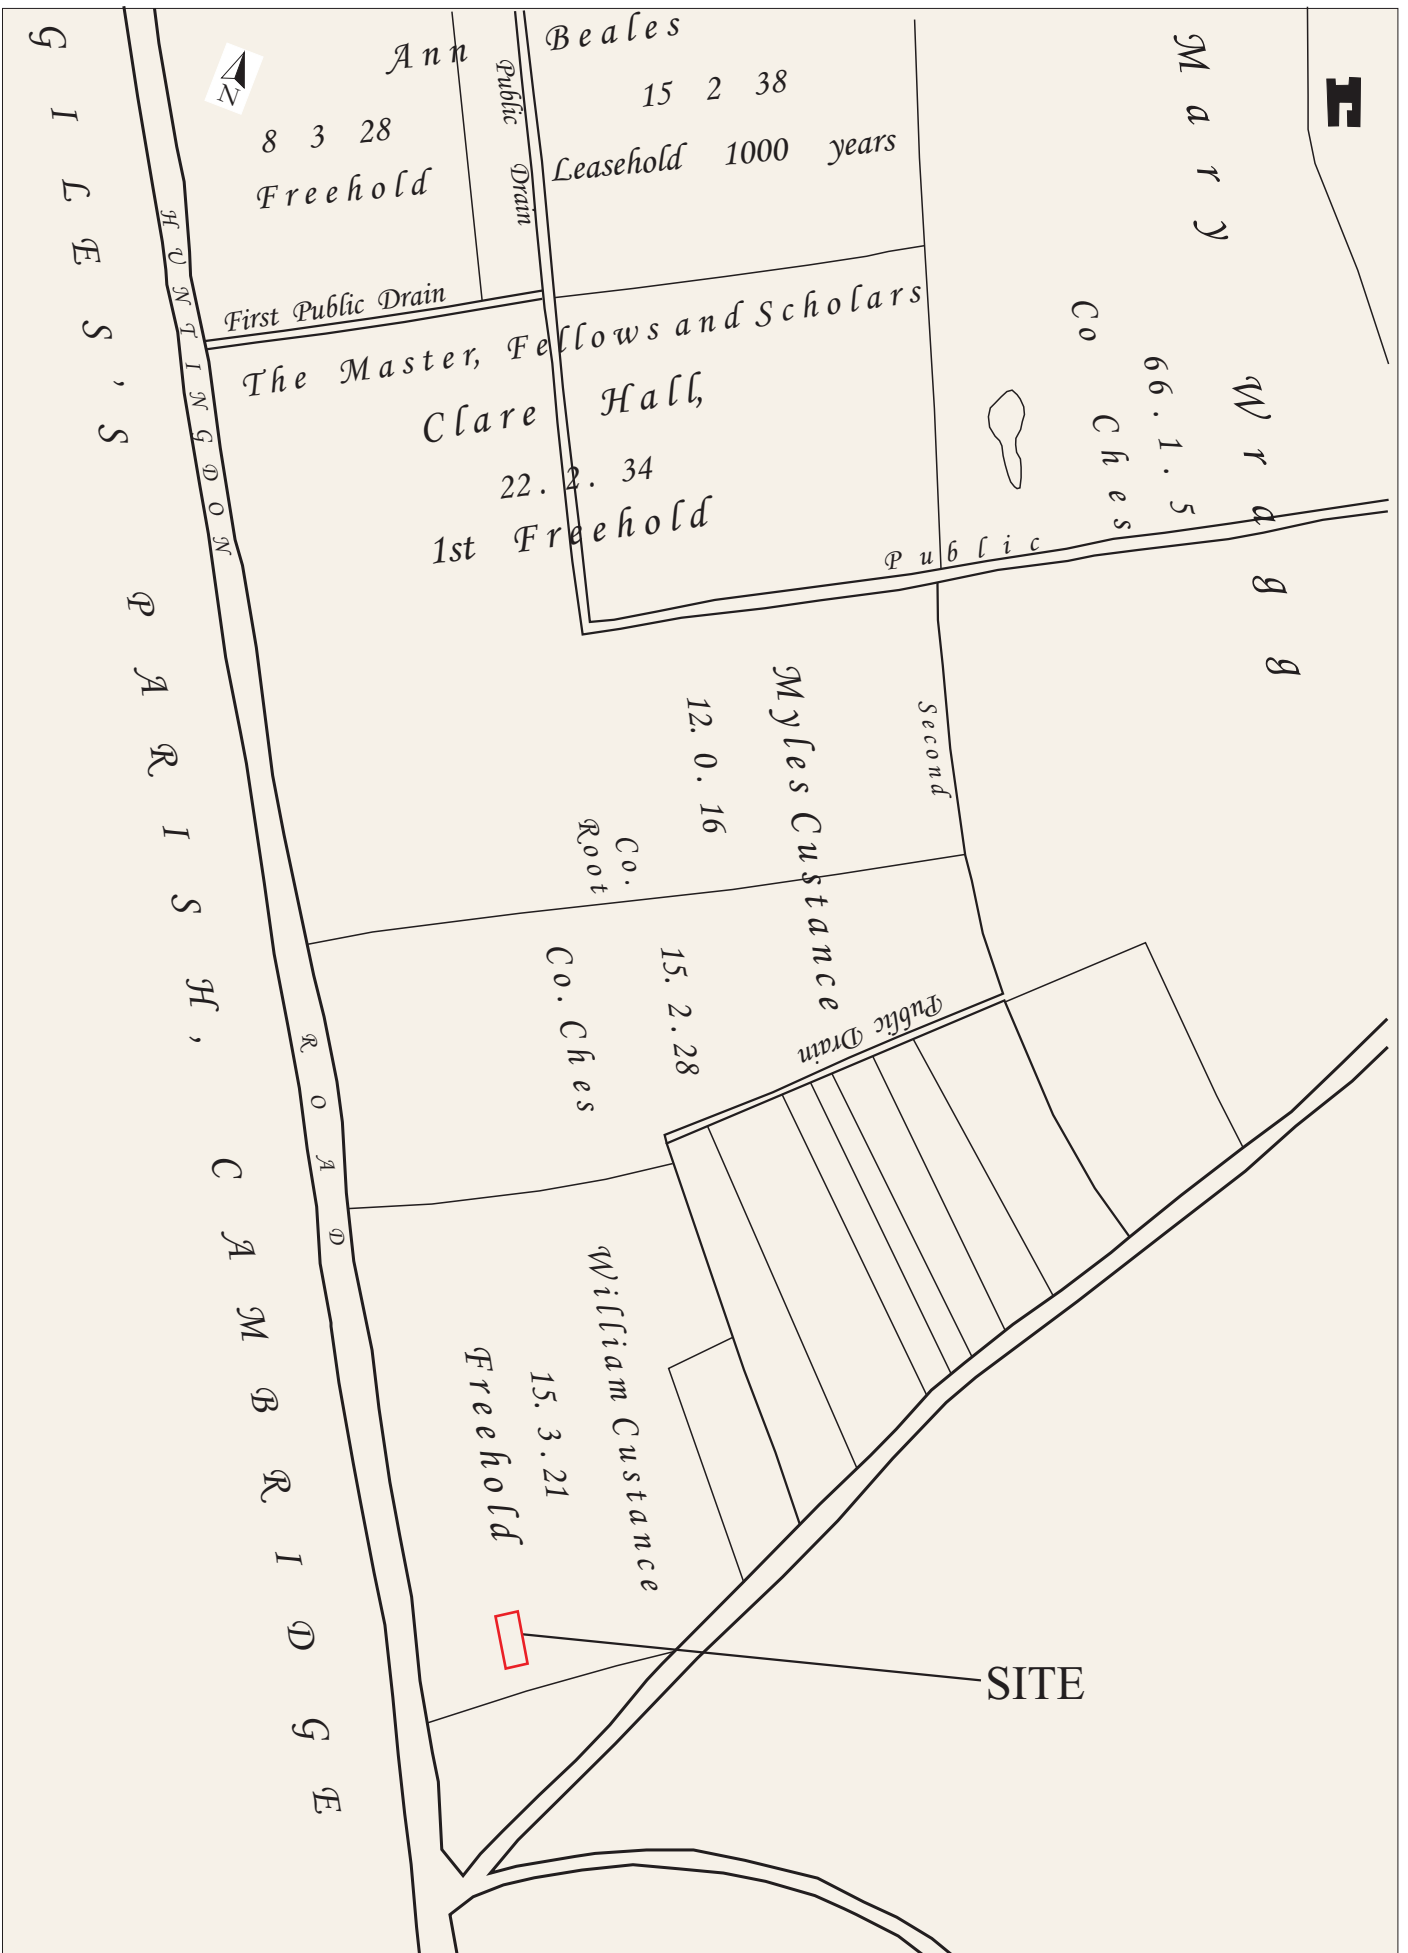 GILES'S PARISH, CAMBRIDGE
HUNTINGDON ROAD
N
Ann Beales
8 3 28
Freehold
Public Drain
15 2 38
Leasehold 1000 years
First Public Drain
The Master, Fellows and Scholars
Clare Hall,
22. 2. 34
1st Freehold
Mary Wragg
66. 1. 5
Co Ches
Public
Second
Myles Custance
12. 0. 16
Co.
Root
15. 2. 28
Co. Ches
Public Drain
William Custance
15. 3. 21
Freehold
SITE